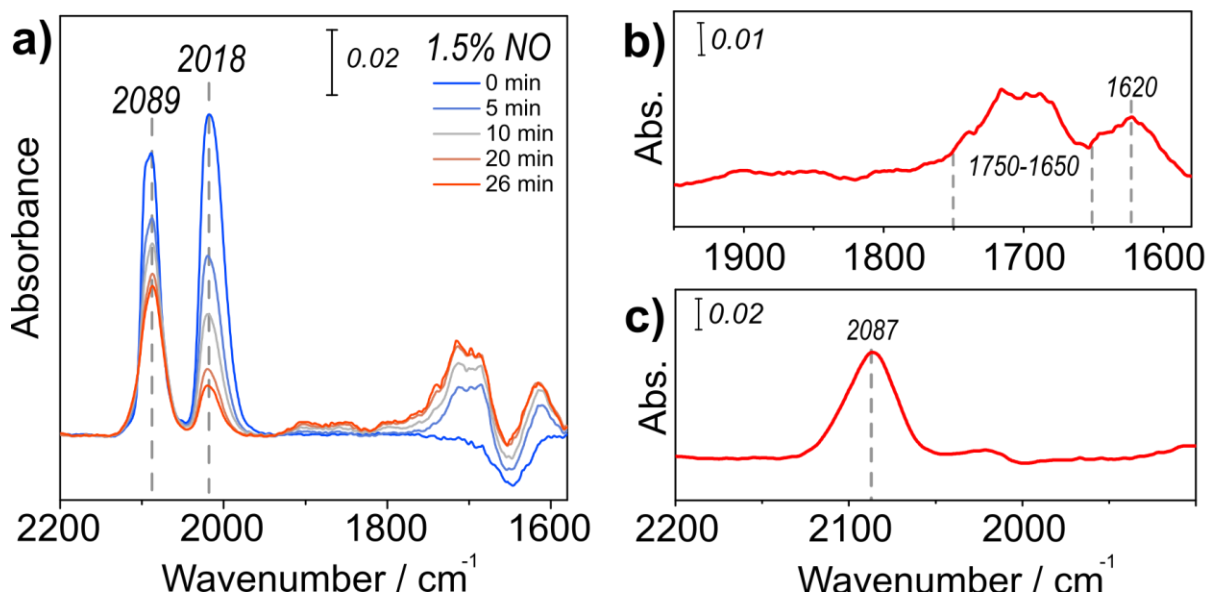 a)
2089
2018
0.02
1.5% NO
0 min
5 min
10 min
20 min
26 min
Absorbance
2200
2000
1800
1600
Wavenumber / cm⁻¹
b)
0.01
1620
1750-1650
Abs.
1900
1800
1700
1600
c)
0.02
2087
Abs.
2200
2100
2000
Wavenumber / cm⁻¹